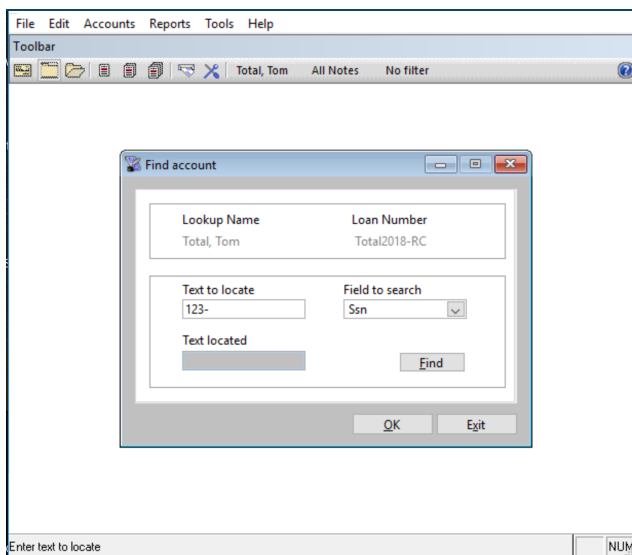 File Edit Accounts Reports Tools Help
Toolbar
Total, Tom All Notes No filter
Find account
Lookup Name Loan Number
Total, Tom Total2018-RC
Text to locate Field to search
123- Ssn
Text located
Find
OK Exit
Enter text to locate NUM